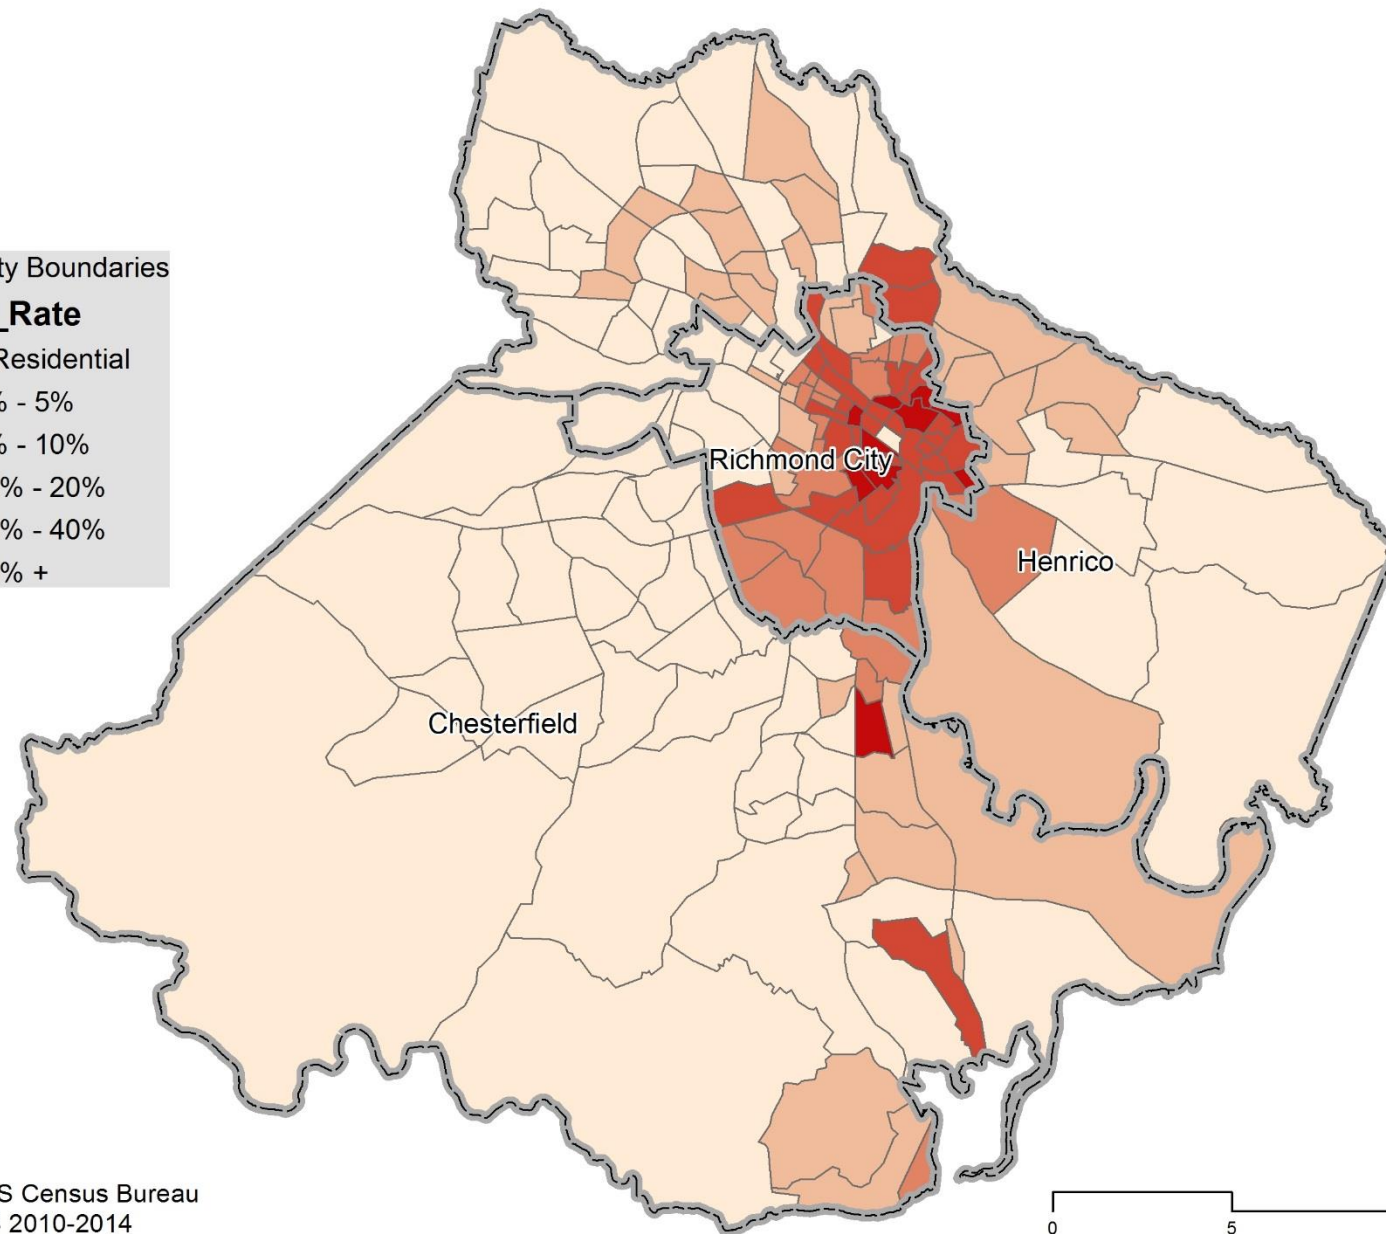 ty Boundaries
_Rate
Residential
% - 5%
% - 10%
% - 20%
% - 40%
% +
Richmond City
Henrico
Chesterfield
S Census Bureau
2010-2014
0 5